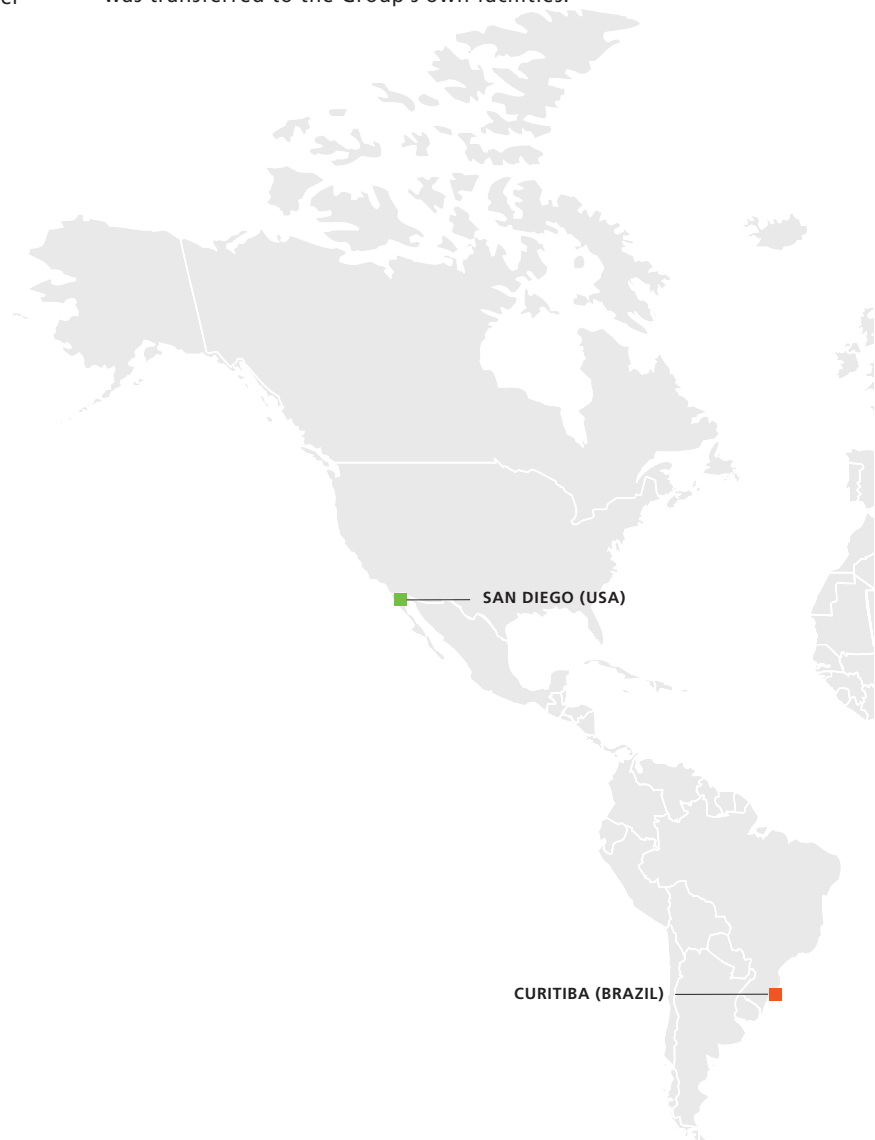 was transferred to the Group's own facilities.
SAN DIEGO (USA)
CURITIBA (BRAZIL)